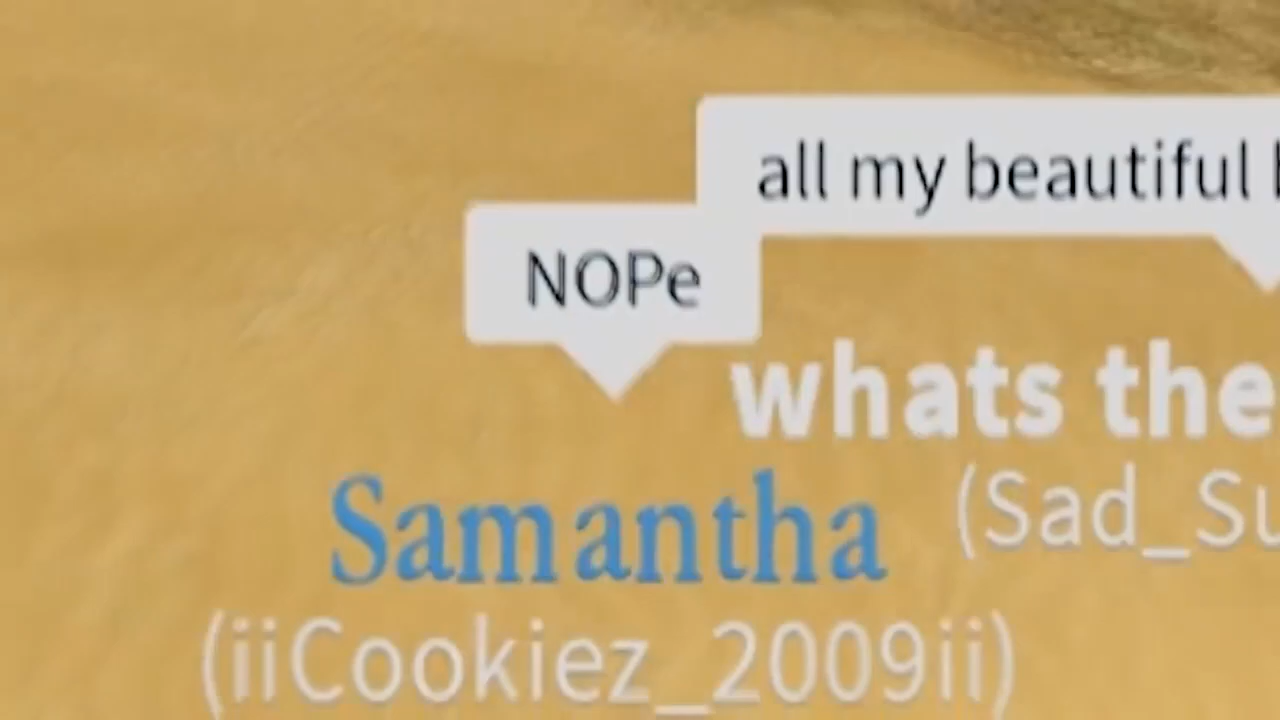 all my beautiful
NOPe
whats the
(Sad_Su
Samantha
(iiCookiez_2009ii)